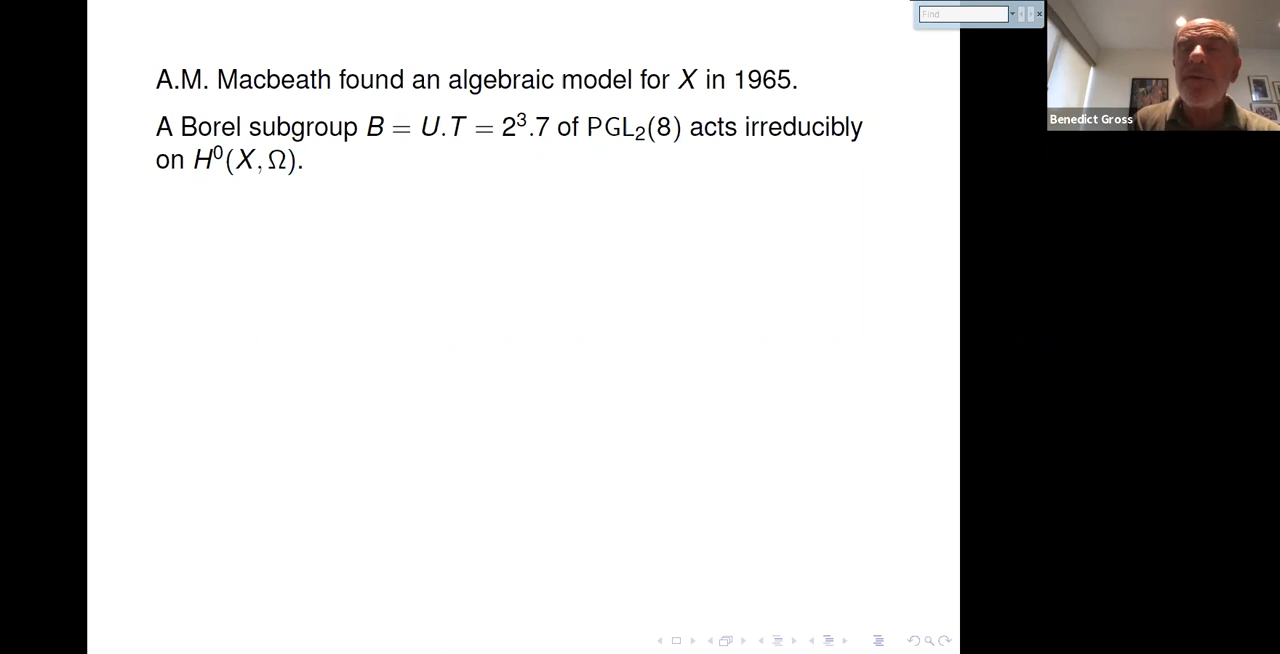 Find
A.M. Macbeath found an algebraic model for X in 1965.
A Borel subgroup B = U.T = 2³.7 of PGL₂(8) acts irreducibly
on H⁰(X, Ω).
Benedict Gross